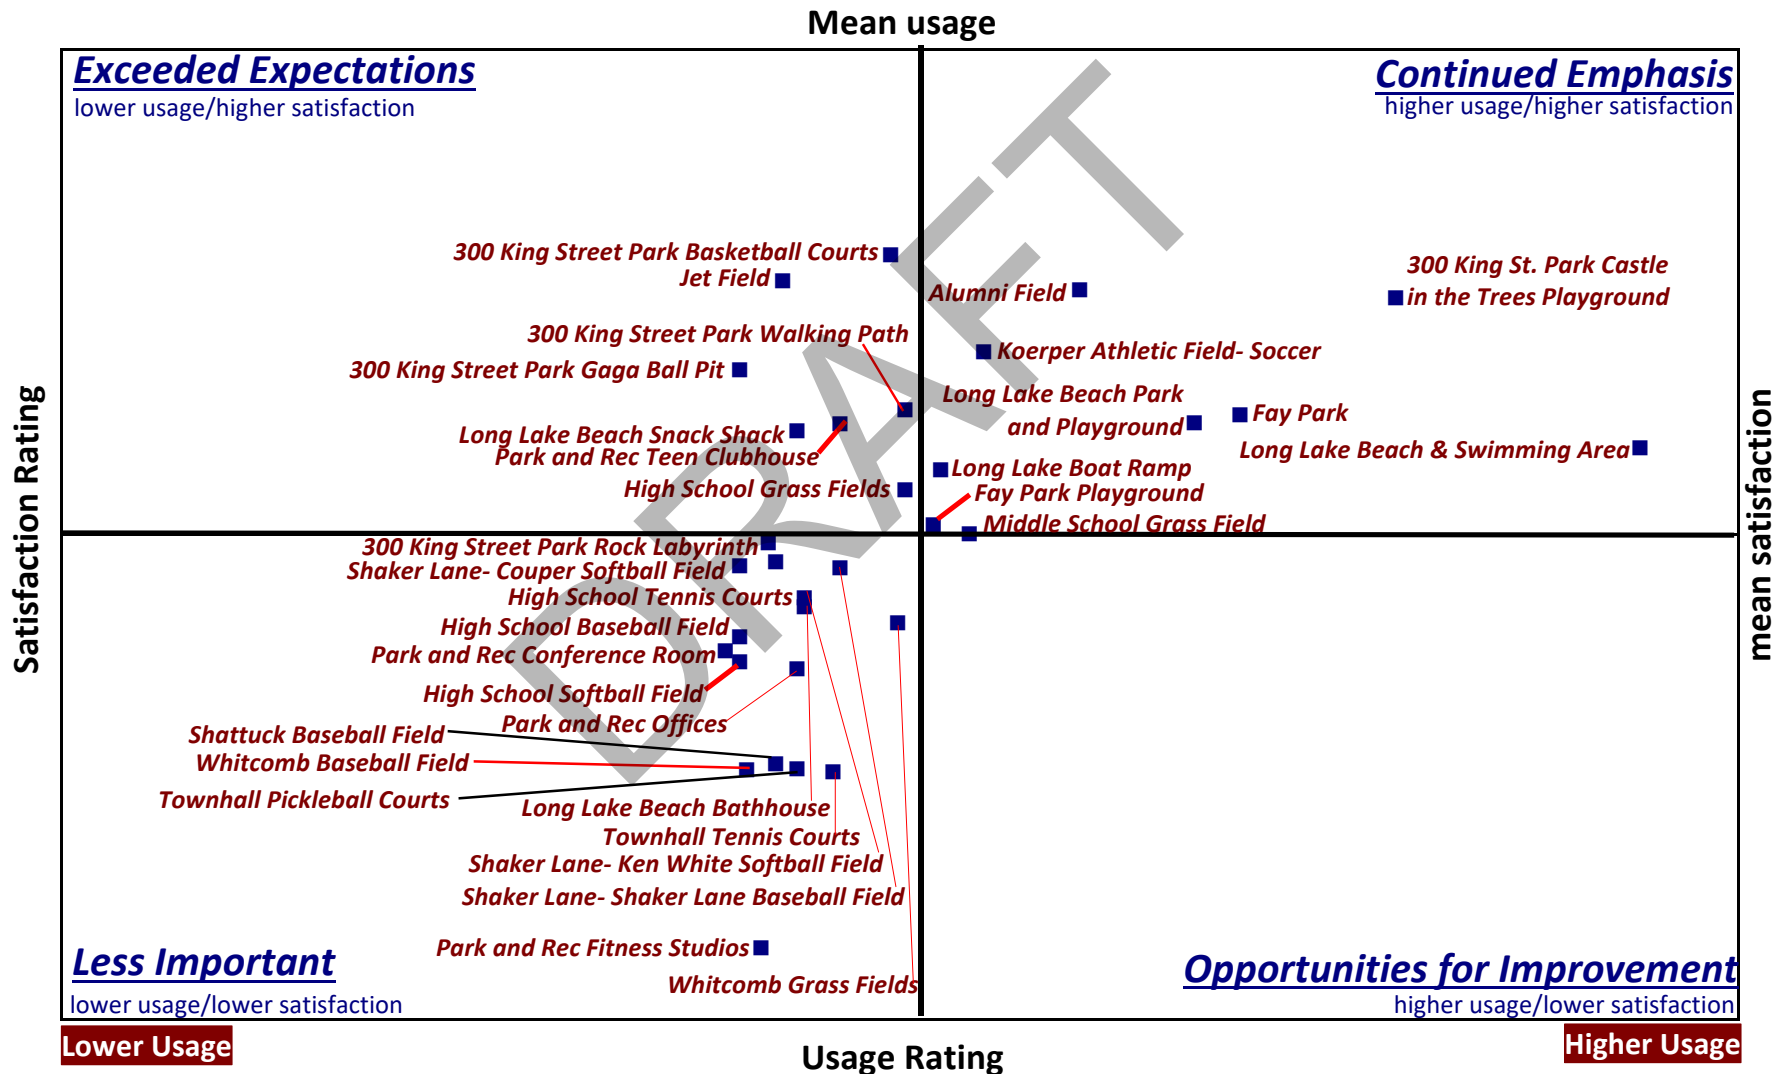 Mean usage
Exceeded Expectations
lower usage/higher satisfaction
Continued Emphasis
higher usage/higher satisfaction
300 King Street Park Basketball Courts
Jet Field
Alumni Field
300 King St. Park Castle
in the Trees Playground
300 King Street Park Walking Path
Koerper Athletic Field- Soccer
300 King Street Park Gaga Ball Pit
Long Lake Beach Park
and Playground
Fay Park
Long Lake Beach Snack Shack
Park and Rec Teen Clubhouse
Long Lake Beach & Swimming Area
Long Lake Boat Ramp
High School Grass Fields
Fay Park Playground
Middle School Grass Field
Satisfaction Rating
mean satisfaction
DRAFT
300 King Street Park Rock Labyrinth
Shaker Lane- Couper Softball Field
High School Tennis Courts
High School Baseball Field
Park and Rec Conference Room
High School Softball Field
Park and Rec Offices
Shattuck Baseball Field
Whitcomb Baseball Field
Townhall Pickleball Courts
Long Lake Beach Bathhouse
Townhall Tennis Courts
Shaker Lane- Ken White Softball Field
Shaker Lane- Shaker Lane Baseball Field
Park and Rec Fitness Studios
Whitcomb Grass Fields
Less Important
lower usage/lower satisfaction
Opportunities for Improvement
higher usage/lower satisfaction
Lower Usage
Usage Rating
Higher Usage